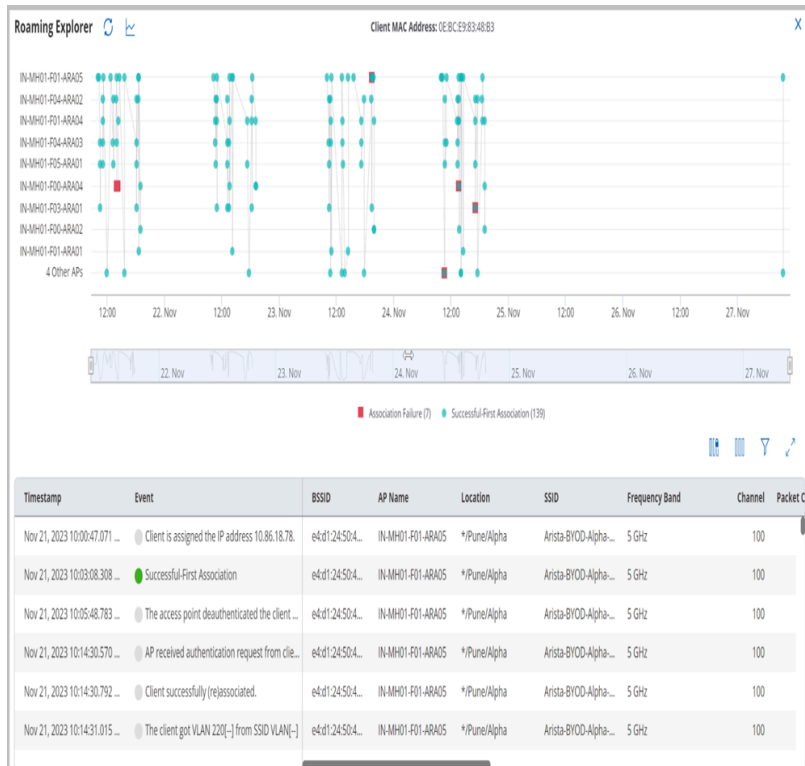 Roaming Explorer
Client MAC Address: 0E:BC:E9:83:48:B3
IN-MH01-F01-ARA05
IN-MH01-F04-ARA02
IN-MH01-F01-ARA04
IN-MH01-F04-ARA03
IN-MH01-F05-ARA01
IN-MH01-F00-ARA04
IN-MH01-F03-ARA01
IN-MH01-F00-ARA02
IN-MH01-F01-ARA01
4 Other APs
12:00 22. Nov 12:00 23. Nov 12:00 24. Nov 12:00 25. Nov 12:00 26. Nov 12:00 27. Nov
22. Nov 23. Nov 24. Nov 25. Nov 26. Nov 27. Nov
Association Failure (7) Successful-First Association (139)
Timestamp Event BSSID AP Name Location SSID Frequency Band Channel Packet C
Nov 21, 2023 10:00:47.071 ... Client is assigned the IP address 10.86.18.78. e4:d1:24:50:4... IN-MH01-F01-ARA05 */Pune/Alpha Arista-BYOD-Alpha-... 5 GHz 100
Nov 21, 2023 10:03:08.308 ... Successful-First Association e4:d1:24:50:4... IN-MH01-F01-ARA05 */Pune/Alpha Arista-BYOD-Alpha-... 5 GHz 100
Nov 21, 2023 10:05:48.783 ... The access point deauthenticated the client ... e4:d1:24:50:4... IN-MH01-F01-ARA05 */Pune/Alpha Arista-BYOD-Alpha-... 5 GHz 100
Nov 21, 2023 10:14:30.570 ... AP received authentication request from clie... e4:d1:24:50:4... IN-MH01-F01-ARA05 */Pune/Alpha Arista-BYOD-Alpha-... 5 GHz 100
Nov 21, 2023 10:14:30.792 ... Client successfully (re)associated. e4:d1:24:50:4... IN-MH01-F01-ARA05 */Pune/Alpha Arista-BYOD-Alpha-... 5 GHz 100
Nov 21, 2023 10:14:31.015 ... The client got VLAN 220[--] from SSID VLAN[--] e4:d1:24:50:4... IN-MH01-F01-ARA05 */Pune/Alpha Arista-BYOD-Alpha-... 5 GHz 100